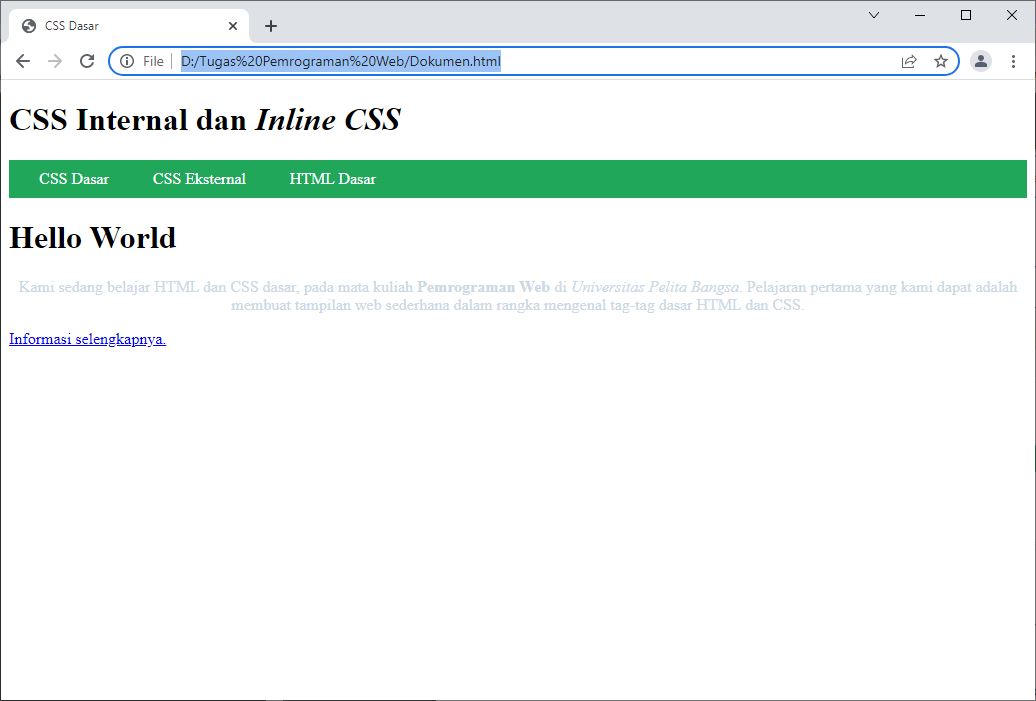 CSS Dasar
File
D:/Tugas%20Pemrograman%20Web/Dokumen.html
CSS Internal dan Inline CSS
CSS Dasar CSS Eksternal HTML Dasar
Hello World
Kami sedang belajar HTML dan CSS dasar, pada mata kuliah Pemrograman Web di Universitas Pelita Bangsa. Pelajaran pertama yang kami dapat adalah
membuat tampilan web sederhana dalam rangka mengenal tag-tag dasar HTML dan CSS.
Informasi selengkapnya.